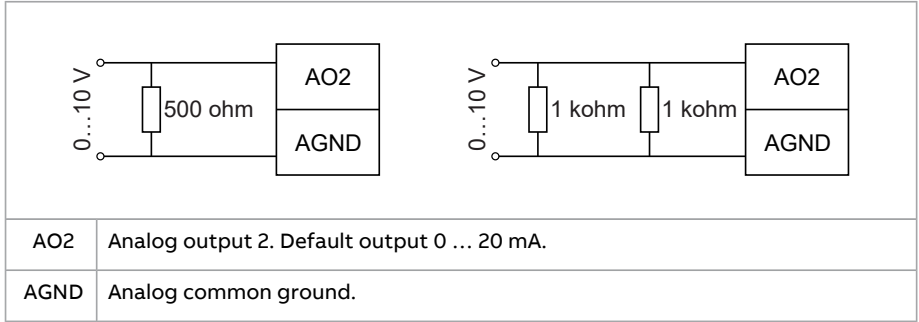 0…10 V
500 ohm
AO2
AGND
0…10 V
1 kohm
1 kohm
AO2
AGND
AO2 Analog output 2. Default output 0 … 20 mA.
AGND Analog common ground.